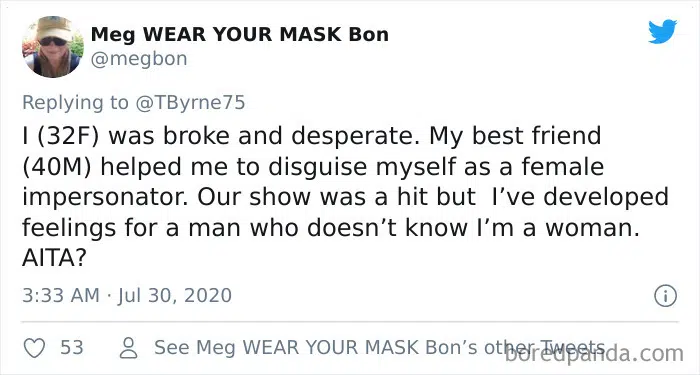 Meg WEAR YOUR MASK Bon
@megbon
Replying to @TByrne75
I (32F) was broke and desperate. My best friend
(40M) helped me to disguise myself as a female
impersonator. Our show was a hit but  I’ve developed
feelings for a man who doesn’t know I’m a woman.
AITA?
3:33 AM · Jul 30, 2020
53 See Meg WEAR YOUR MASK Bon’s other Tweets
boredpanda.com